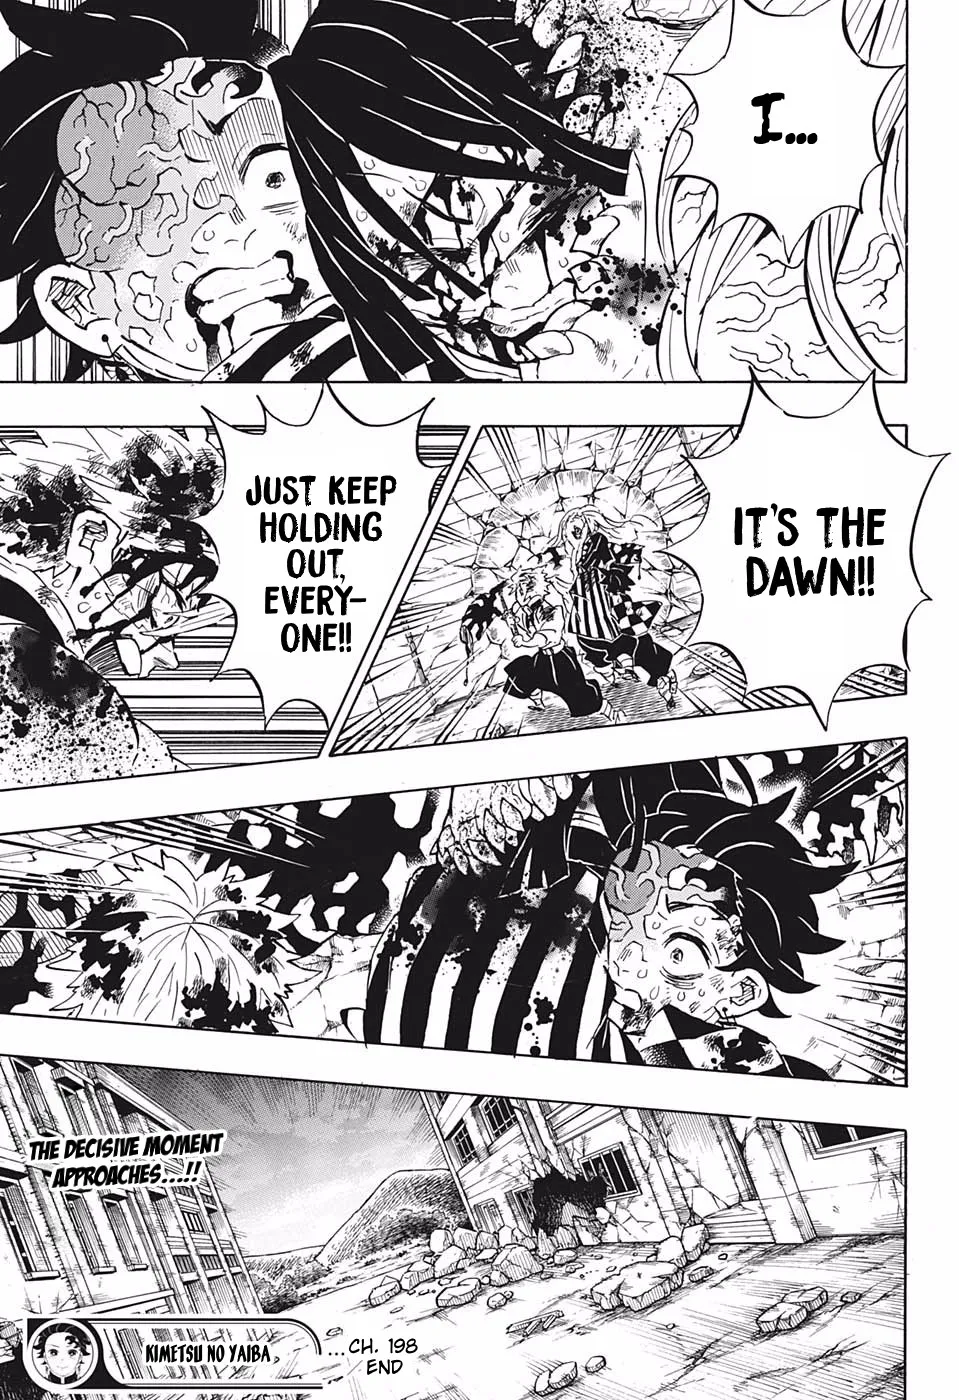 I...
IT'S THE
DAWN!!
JUST KEEP
HOLDING
OUT,
EVERY-
ONE!!
THE DECISIVE MOMENT
APPROACHES...!!
KIMETSU NO YAIBA
...CH. 198
END